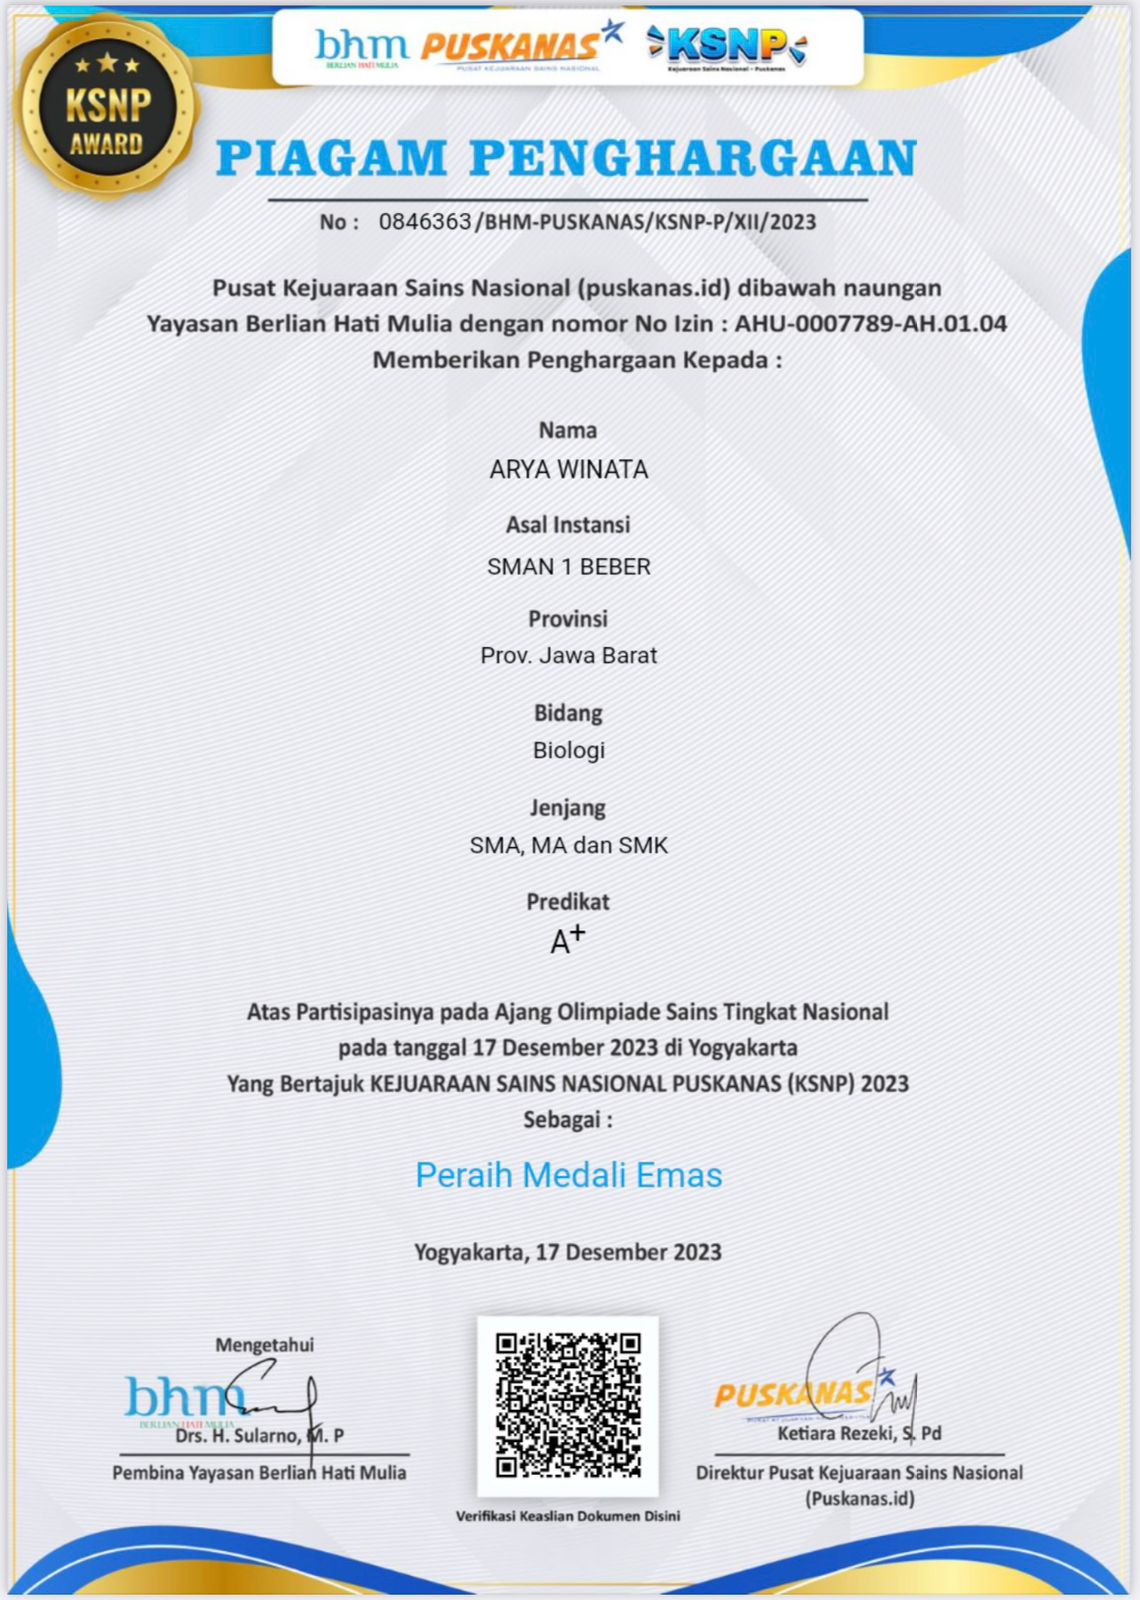 bhm PUSKANAS KSNP
BERLIAN HATI MULIA PUSAT KEJUARAAN SAINS NASIONAL Kejuaraan Sains Nasional - Puskanas
KSNP
AWARD
PIAGAM PENGHARGAAN
No : 0846363/BHM-PUSKANAS/KSNP-P/XII/2023
Pusat Kejuaraan Sains Nasional (puskanas.id) dibawah naungan
Yayasan Berlian Hati Mulia dengan nomor No Izin : AHU-0007789-AH.01.04
Memberikan Penghargaan Kepada :
Nama
ARYA WINATA
Asal Instansi
SMAN 1 BEBER
Provinsi
Prov. Jawa Barat
Bidang
Biologi
Jenjang
SMA, MA dan SMK
Predikat
A+
Atas Partisipasinya pada Ajang Olimpiade Sains Tingkat Nasional
pada tanggal 17 Desember 2023 di Yogyakarta
Yang Bertajuk KEJUARAAN SAINS NASIONAL PUSKANAS (KSNP) 2023
Sebagai :
Peraih Medali Emas
Yogyakarta, 17 Desember 2023
Mengetahui
bhm
BERLIAN HATI MULIA
Drs. H. Sularno, M. P
Pembina Yayasan Berlian Hati Mulia
Verifikasi Keaslian Dokumen Disini
PUSKANAS
Ketiara Rezeki, S. Pd
Direktur Pusat Kejuaraan Sains Nasional
(Puskanas.id)